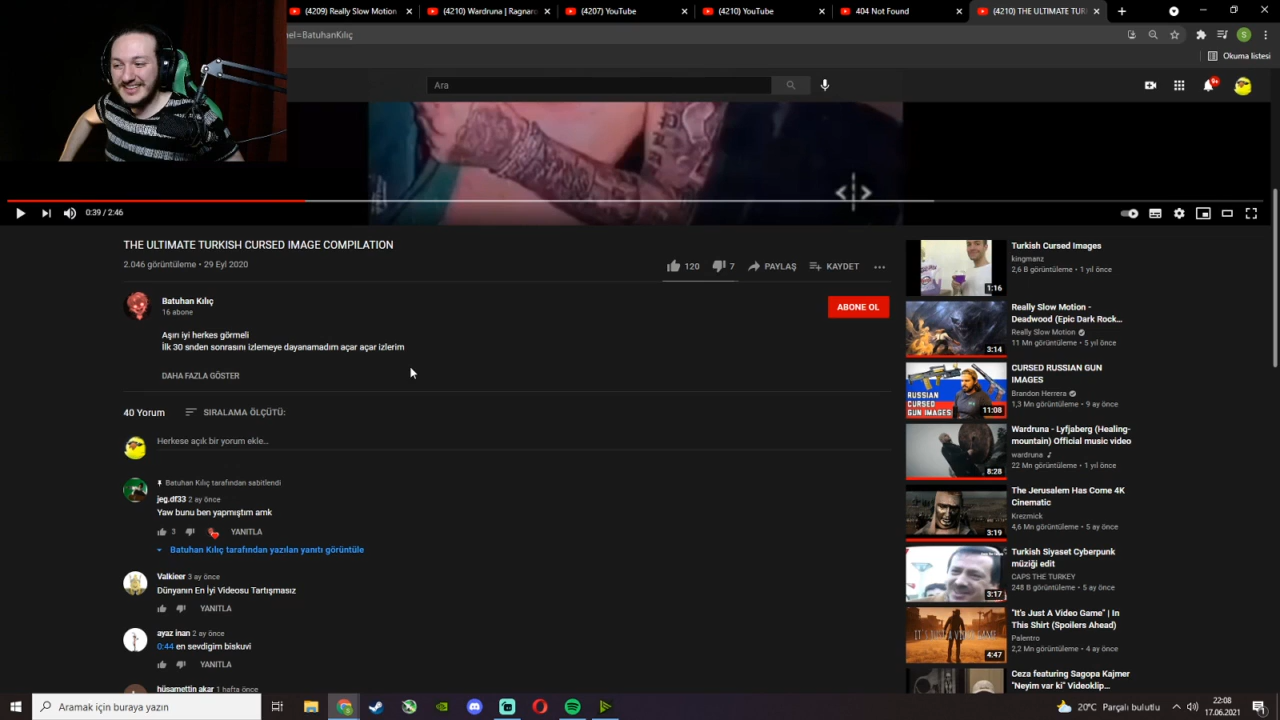 (4209) Really Slow Motion
(4210) Wardruna | Ragnaro
(4207) YouTube
(4210) YouTube
404 Not Found
(4210) THE ULTIMATE TUR
nel=BatuhanKılıç
Okuma listesi
Ara
9+
S
0:39 / 2:46
THE ULTIMATE TURKISH CURSED IMAGE COMPILATION
2.046 görüntüleme • 29 Eyl 2020
120
7
PAYLAŞ
KAYDET
Batuhan Kılıç
16 abone
ABONE OL
Aşırı iyi herkes görmeli
İlk 30 snden sonrasını izlemeye dayanamadım açar açar izlerim
DAHA FAZLA GÖSTER
40 Yorum
SIRALAMA ÖLÇÜTÜ:
Herkese açık bir yorum ekle...
Batuhan Kılıç tarafından sabitlendi
jeg.df33 2 ay önce
Yaw bunu ben yapmıştım amk
3
YANITLA
Batuhan Kılıç tarafından yazılan yanıtı görüntüle
Valkieer 3 ay önce
Dünyanın En İyi Videosu Tartışmasız
YANITLA
ayaz inan 2 ay önce
0:44 en sevdigim biskuvi
YANITLA
hüsamettin akar 1 hafta önce
Turkish Cursed Images
kingmanz
2,6 B görüntüleme • 1 yıl önce
1:16
Really Slow Motion -
Deadwood (Epic Dark Rock...
Really Slow Motion
11 Mn görüntüleme • 5 yıl önce
3:14
CURSED RUSSIAN GUN
IMAGES
Brandon Herrera
1,3 Mn görüntüleme • 9 ay önce
RUSSIAN
CURSED
GUN IMAGES
11:08
Wardruna - Lyfjaberg (Healing-
mountain) Official music video
wardruna
22 Mn görüntüleme • 1 yıl önce
8:28
The Jerusalem Has Come 4K
Cinematic
Krezmick
4,6 Mn görüntüleme • 5 ay önce
3:19
Turkish Siyaset Cyberpunk
müziği edit
CAPS THE TURKEY
248 B görüntüleme • 5 ay önce
3:17
"It's Just A Video Game" | In
This Shirt (Spoilers Ahead)
Palentro
2,2 Mn görüntüleme • 4 ay önce
IT'S JUST A VIDEO GAME
4:47
Ceza featuring Sagopa Kajmer
"Neyim var ki" Videoklip...
Aramak için buraya yazın
20°C Parçalı bulutlu
22:08
17.06.2021